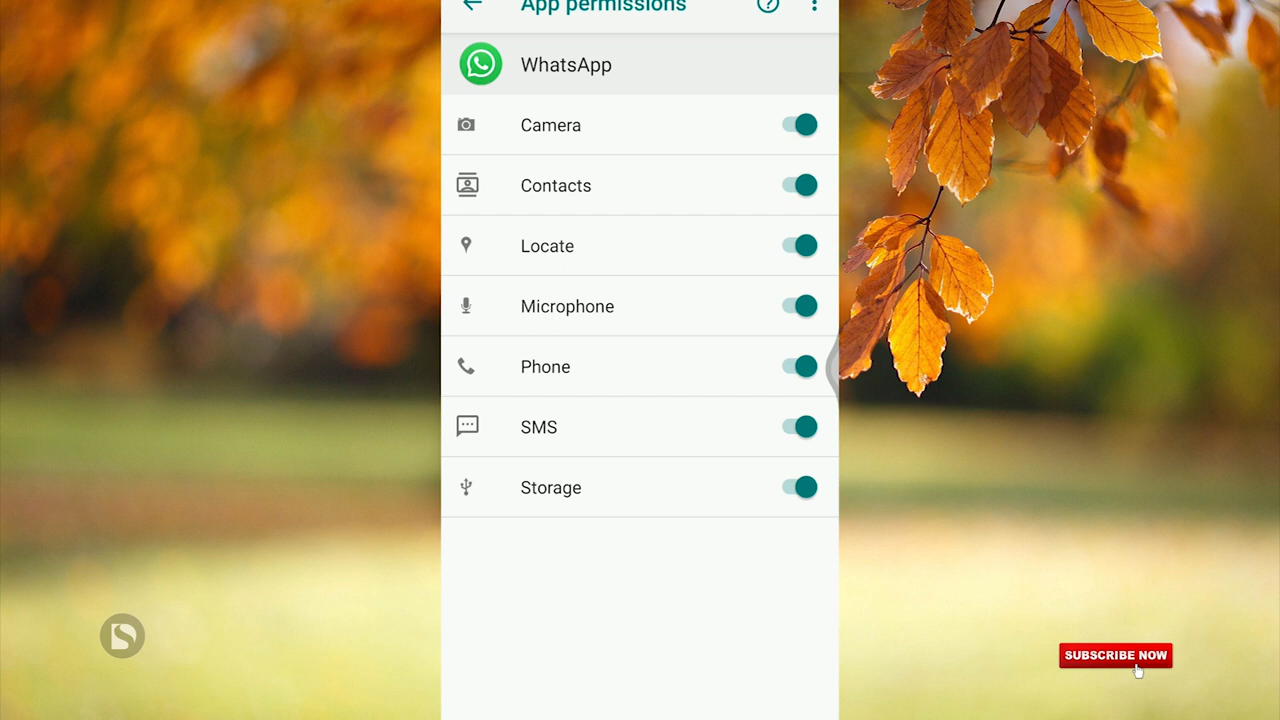 App permissions
WhatsApp
Camera
Contacts
Locate
Microphone
Phone
SMS
Storage
SUBSCRIBE NOW